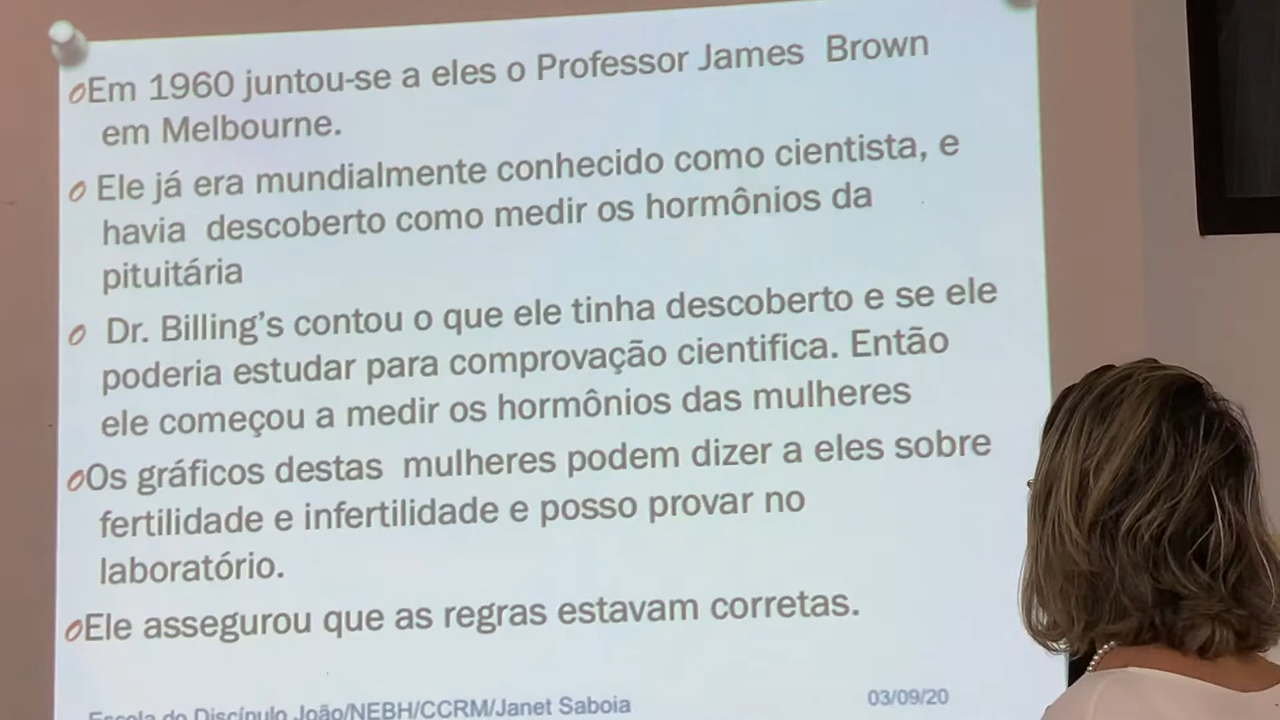 Em 1960 juntou-se a eles o Professor James Brown
em Melbourne.
Ele já era mundialmente conhecido como cientista, e
havia descoberto como medir os hormônios da
pituitária
Dr. Billing’s contou o que ele tinha descoberto e se ele
poderia estudar para comprovação cientifica. Então
ele começou a medir os hormônios das mulheres
Os gráficos destas mulheres podem dizer a eles sobre
fertilidade e infertilidade e posso provar no
laboratório.
Ele assegurou que as regras estavam corretas.
Escola do Discípulo João/NEBH/CCRM/Janet Saboia
03/09/20